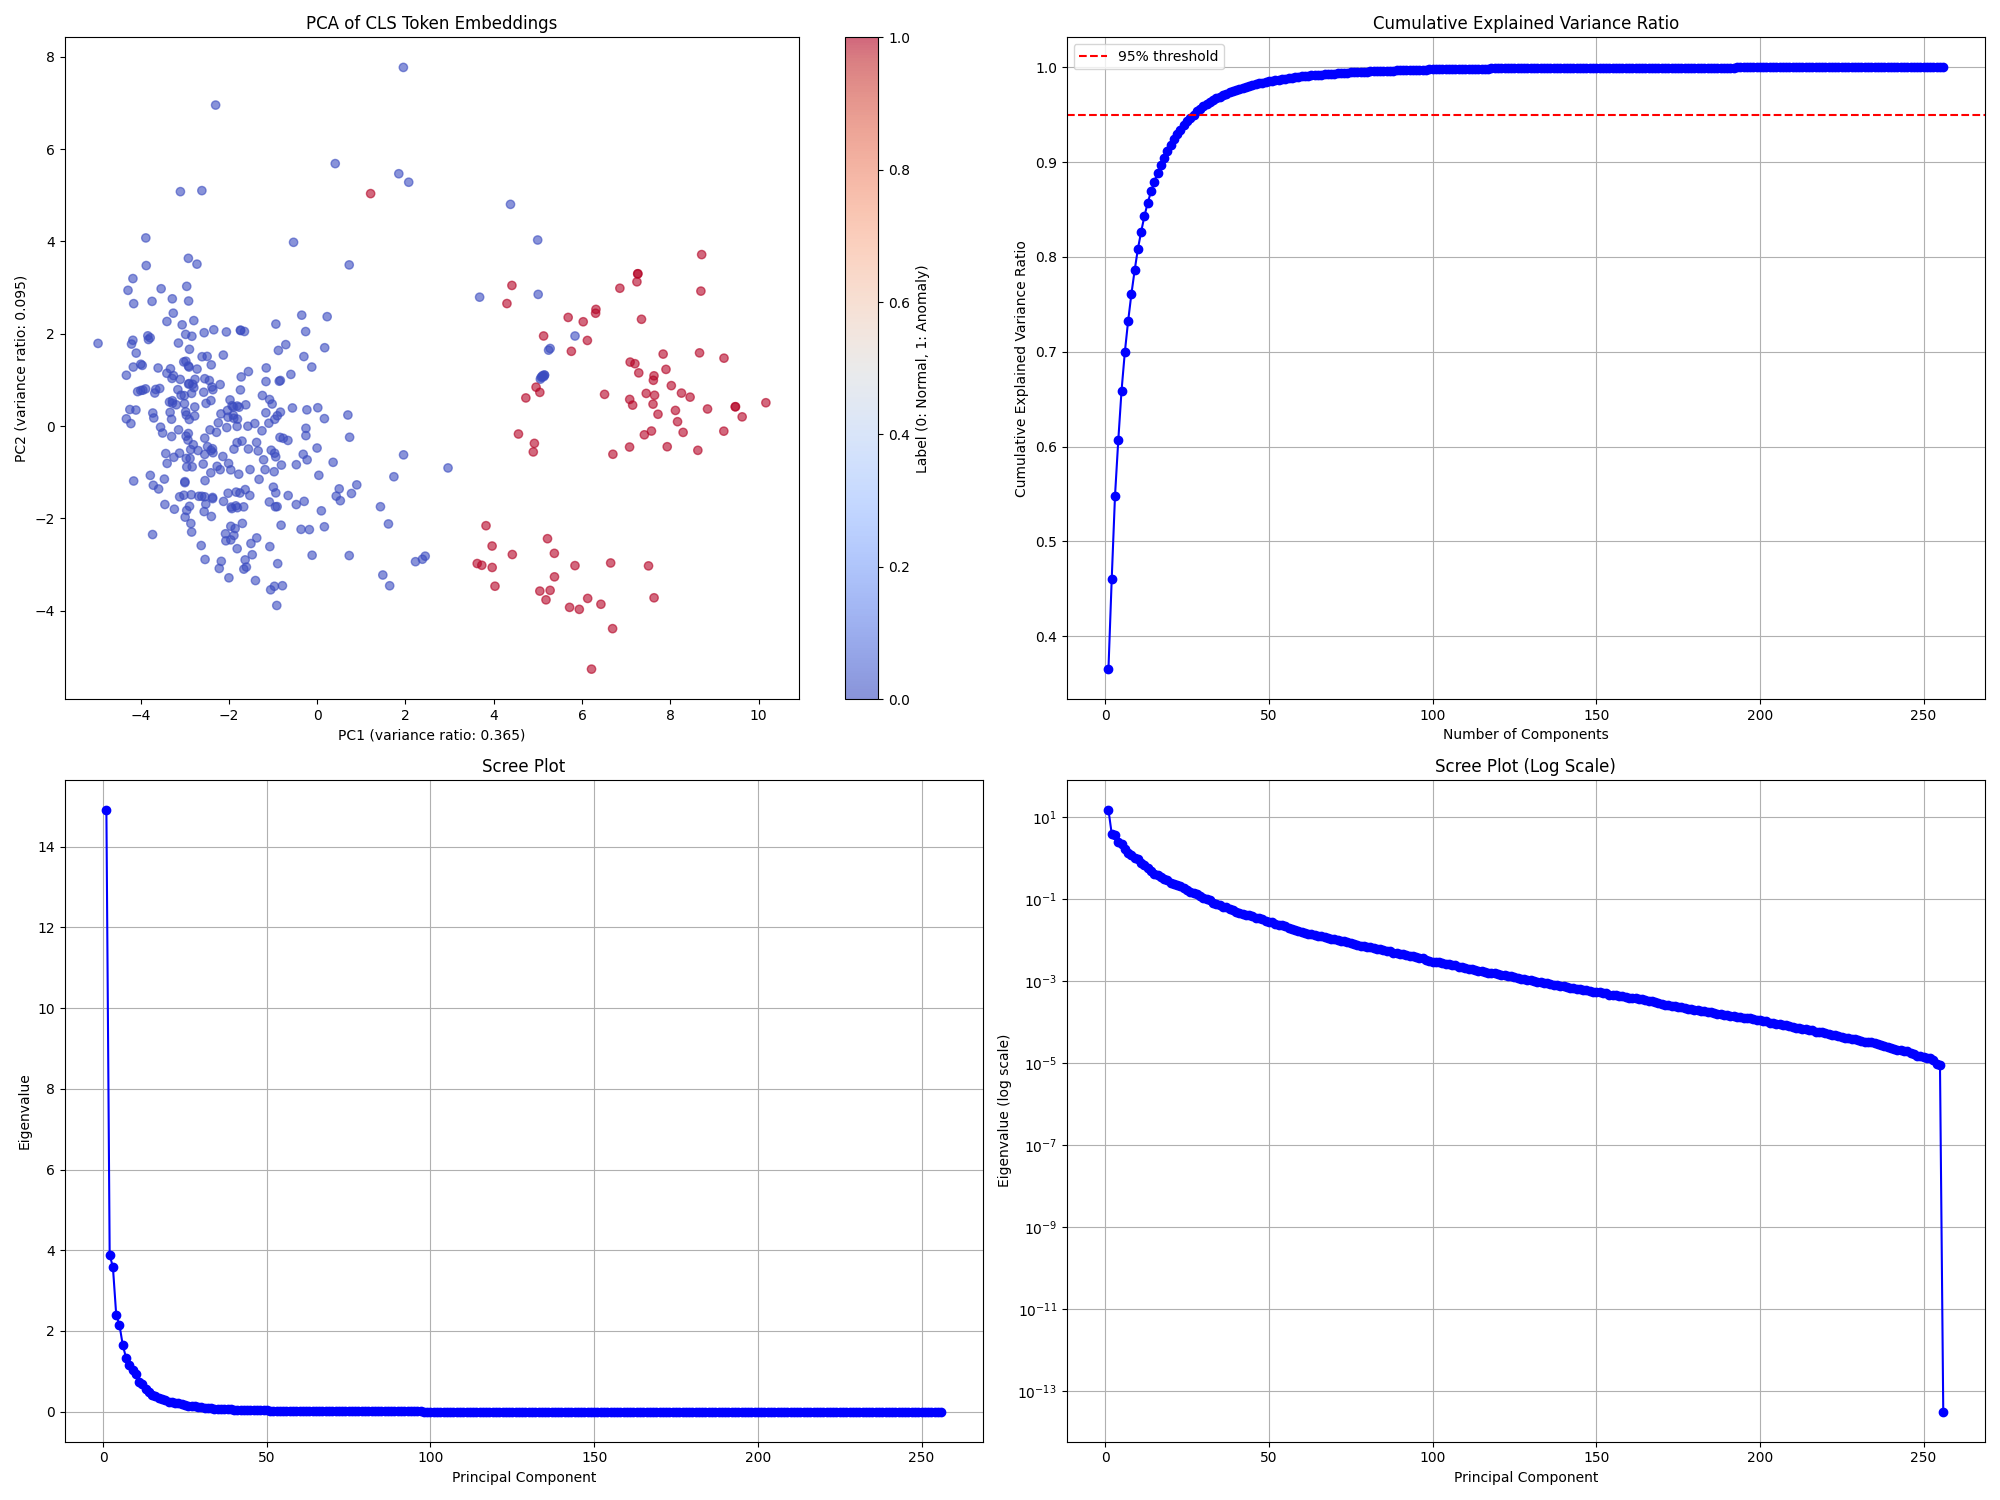 PCA of CLS Token Embeddings
8
6
4
2
0
−2
−4
PC2 (variance ratio: 0.095)
−4 −2 0 2 4 6 8 10
PC1 (variance ratio: 0.365)
1.0
0.8
0.6
0.4
0.2
0.0
Label (0: Normal, 1: Anomaly)
Cumulative Explained Variance Ratio
95% threshold
1.0
0.9
0.8
0.7
0.6
0.5
0.4
Cumulative Explained Variance Ratio
0 50 100 150 200 250
Number of Components
Scree Plot
14
12
10
8
6
4
2
0
Eigenvalue
0 50 100 150 200 250
Principal Component
Scree Plot (Log Scale)
10¹
10⁻¹
10⁻³
10⁻⁵
10⁻⁷
10⁻⁹
10⁻¹¹
10⁻¹³
Eigenvalue (log scale)
0 50 100 150 200 250
Principal Component